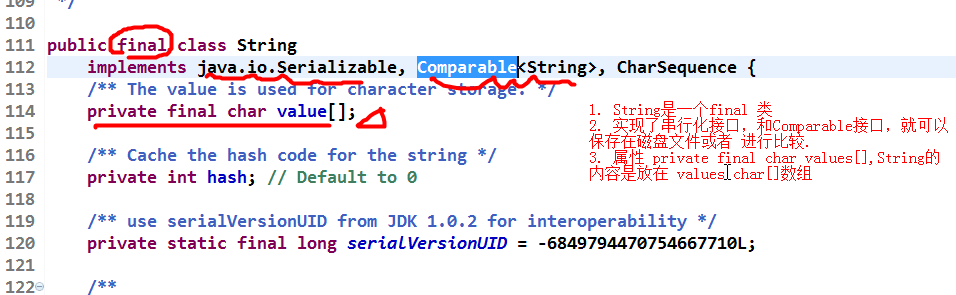 109 */
110
111 public final class String
112 implements java.io.Serializable, Comparable<String>, CharSequence {
113 /** The value is used for character storage. */
114 private final char value[];
115
116 /** Cache the hash code for the string */
117 private int hash; // Default to 0
118
119 /** use serialVersionUID from JDK 1.0.2 for interoperability */
120 private static final long serialVersionUID = -6849794470754667710L;
121
122 /**
1. String是一个final 类
2. 实现了串行化接口，和Comparable接口，就可以
保存在磁盘文件或者 进行比较.
3. 属性 private final char values[],String的
内容是放在 values char[]数组